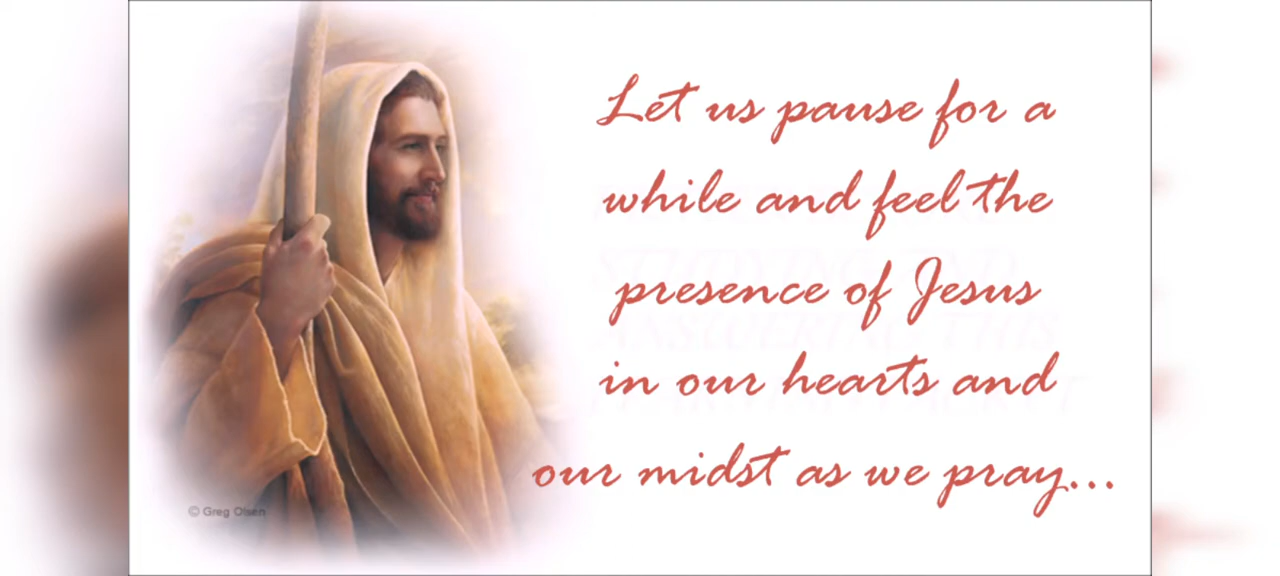 Let us pause for a
while and feel the
presence of Jesus
in our hearts and
our midst as we pray...
© Greg Olsen